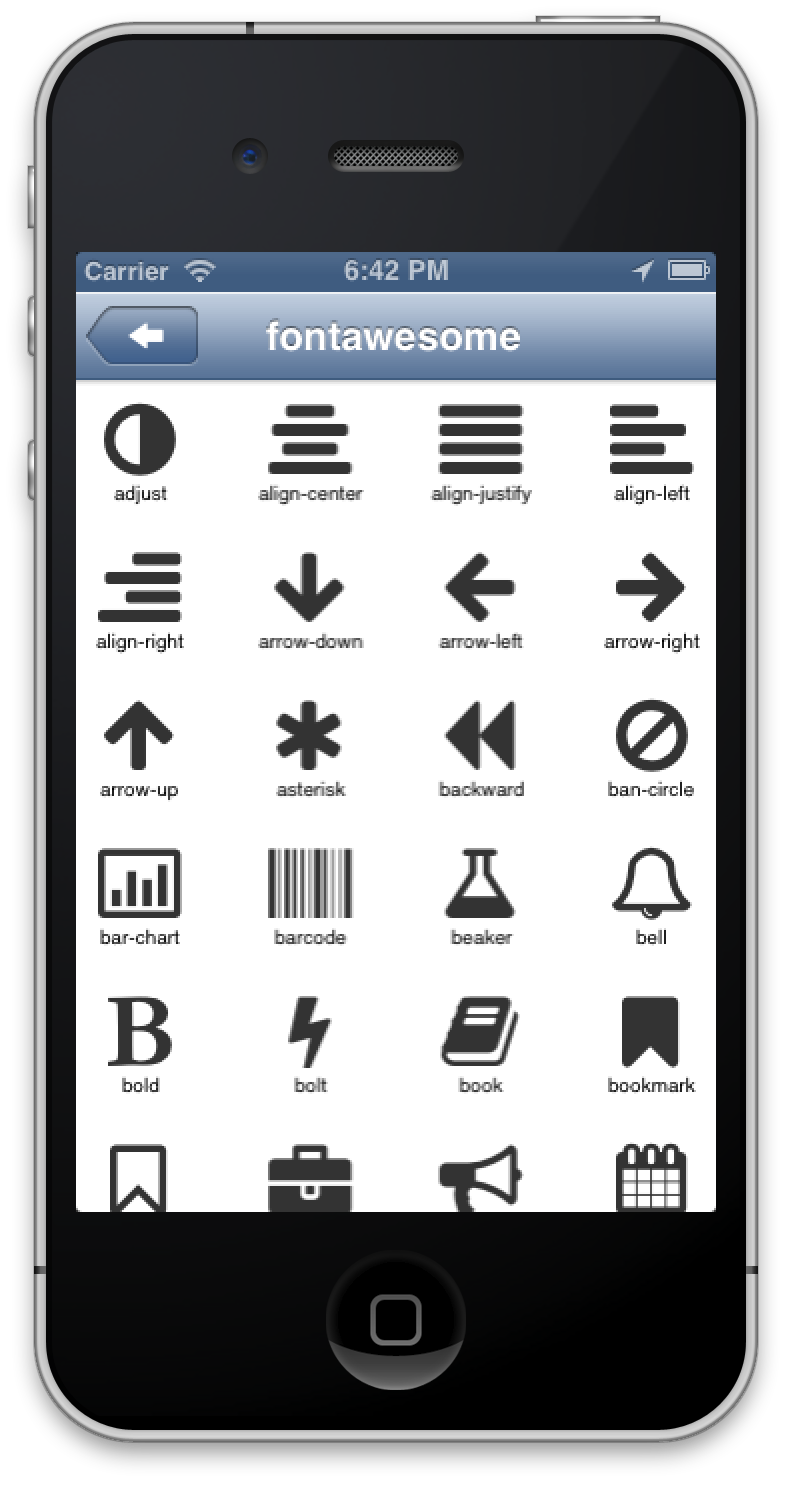 Carrier 6:42 PM
fontawesome
adjust align-center align-justify align-left
align-right arrow-down arrow-left arrow-right
arrow-up asterisk backward ban-circle
bar-chart barcode beaker bell
B
bold bolt book bookmark